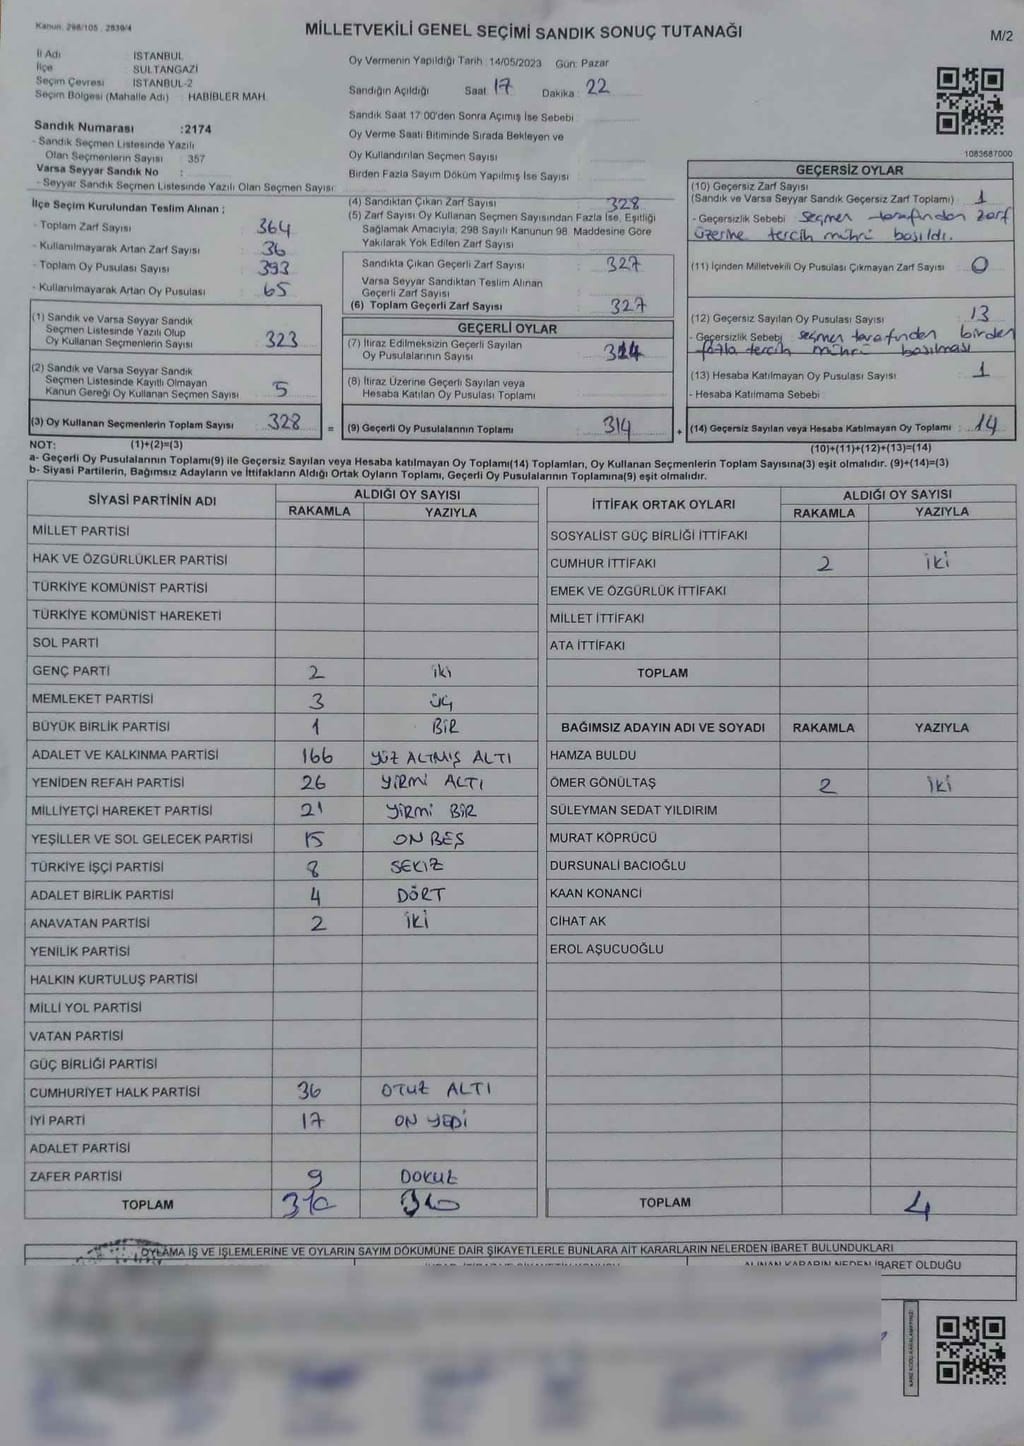 Kanun 298/105 2839/4
MİLLETVEKİLİ GENEL SEÇİMİ SANDIK SONUÇ TUTANAĞI
M/2
İl Adı İSTANBUL
İlçe SULTANGAZİ
Seçim Çevresi İSTANBUL-2
Seçim Bölgesi (Mahalle Adı) : HABİBLER MAH.
Sandık Numarası :2174
- Sandık Seçmen Listesinde Yazılı
Olan Seçmenlerin Sayısı : 357
Varsa Seyyar Sandık No :
- Seyyar Sandık Seçmen Listesinde Yazılı Olan Seçmen Sayısı:
Oy Vermenin Yapıldığı Tarih : 14/05/2023 Gün: Pazar
Sandığın Açıldığı Saat: 17 Dakika: 22
Sandık Saat 17:00'den Sonra Açımış İse Sebebi
Oy Verme Saati Bitiminde Sırada Bekleyen ve
Oy Kullandırılan Seçmen Sayısı
Birden Fazla Sayım Döküm Yapılmış İse Sayısı
1083687000
İlçe Seçim Kurulundan Teslim Alınan ;
- Toplam Zarf Sayısı : 364
- Kullanılmayarak Artan Zarf Sayısı : 36
- Toplam Oy Pusulası Sayısı : 393
- Kullanılmayarak Artan Oy Pusulası : 65
(1) Sandık ve Varsa Seyyar Sandık
Seçmen Listesinde Yazılı Olup
Oy Kullanan Seçmenlerin Sayısı : 323
(2) Sandık ve Varsa Seyyar Sandık
Seçmen Listesinde Kayıtlı Olmayan
Kanun Gereği Oy Kullanan Seçmen Sayısı : 5
(3) Oy Kullanan Seçmenlerin Toplam Sayısı : 328
(4) Sandıktan Çıkan Zarf Sayısı : 328
(5) Zarf Sayısı Oy Kullanan Seçmen Sayısından Fazla İse, Eşitliği
Sağlamak Amacıyla, 298 Sayılı Kanunun 98. Maddesine Göre
Yakılarak Yok Edilen Zarf Sayısı :
Sandıkta Çıkan Geçerli Zarf Sayısı : 327
Varsa Seyyar Sandıktan Teslim Alınan
Geçerli Zarf Sayısı :
(6) Toplam Geçerli Zarf Sayısı : 327
GEÇERLİ OYLAR
(7) İtiraz Edilmeksizin Geçerli Sayılan
Oy Pusulalarının Sayısı : 314
(8) İtiraz Üzerine Geçerli Sayılan veya
Hesaba Katılan Oy Pusulası Toplamı :
= (9) Geçerli Oy Pusulalarının Toplamı : 314
GEÇERSİZ OYLAR
(10) Geçersiz Zarf Sayısı
(Sandık ve Varsa Seyyar Sandık Geçersiz Zarf Toplamı) : 1
- Geçersizlik Sebebi : Seçmen tarafından zarf
üzerine tercih mührü basıldı.
(11) İçinden Milletvekili Oy Pusulası Çıkmayan Zarf Sayısı : 0
(12) Geçersiz Sayılan Oy Pusulası Sayısı : 13
- Geçersizlik Sebebi : seçmen tarafından birden
fazla tercih mührü basılması
(13) Hesaba Katılmayan Oy Pusulası Sayısı : 1
- Hesaba Katılmama Sebebi :
+ (14) Geçersiz Sayılan veya Hesaba Katılmayan Oy Toplamı : 14
NOT: (1)+(2)=(3) (10)+(11)+(12)+(13)=(14)
a- Geçerli Oy Pusulalarının Toplamı(9) ile Geçersiz Sayılan veya Hesaba katılmayan Oy Toplamı(14) Toplamları, Oy Kullanan Seçmenlerin Toplam Sayısına(3) eşit olmalıdır. (9)+(14)=(3)
b- Siyasi Partilerin, Bağımsız Adayların ve İttifakların Aldığı Ortak Oyların Toplamı, Geçerli Oy Pusulalarının Toplamına(9) eşit olmalıdır.
SİYASİ PARTİNİN ADI ALDIĞI OY SAYISI
RAKAMLA YAZIYLA
MİLLET PARTİSİ
HAK VE ÖZGÜRLÜKLER PARTİSİ
TÜRKİYE KOMÜNİST PARTİSİ
TÜRKİYE KOMÜNİST HAREKETİ
SOL PARTİ
GENÇ PARTİ 2 iki
MEMLEKET PARTİSİ 3 üç
BÜYÜK BİRLİK PARTİSİ 1 BİR
ADALET VE KALKINMA PARTİSİ 166 YÜZ ALTMIŞ ALTI
YENİDEN REFAH PARTİSİ 26 YİRMİ ALTI
MİLLİYETÇİ HAREKET PARTİSİ 21 YİRMİ BİR
YEŞİLLER VE SOL GELECEK PARTİSİ 15 ON BEŞ
TÜRKİYE İŞÇİ PARTİSİ 8 SEKİZ
ADALET BİRLİK PARTİSİ 4 DÖRT
ANAVATAN PARTİSİ 2 İKİ
YENİLİK PARTİSİ
HALKIN KURTULUŞ PARTİSİ
MİLLİ YOL PARTİSİ
VATAN PARTİSİ
GÜÇ BİRLİĞİ PARTİSİ
CUMHURİYET HALK PARTİSİ 36 OTUZ ALTI
İYİ PARTİ 17 ON YEDİ
ADALET PARTİSİ
ZAFER PARTİSİ 9 DOKUZ
TOPLAM 310 310
İTTİFAK ORTAK OYLARI ALDIĞI OY SAYISI
RAKAMLA YAZIYLA
SOSYALİST GÜÇ BİRLİĞİ İTTİFAKI
CUMHUR İTTİFAKI 2 iki
EMEK VE ÖZGÜRLÜK İTTİFAKI
MİLLET İTTİFAKI
ATA İTTİFAKI
TOPLAM
BAĞIMSIZ ADAYIN ADI VE SOYADI RAKAMLA YAZIYLA
HAMZA BULDU
ÖMER GÖNÜLTAŞ 2 iki
SÜLEYMAN SEDAT YILDIRIM
MURAT KÖPRÜCÜ
DURSUNALİ BACIOĞLU
KAAN KONANCİ
CİHAT AK
EROL AŞUCUOĞLU
TOPLAM 4
OYLAMA İŞ VE İŞLEMLERİNE VE OYLARIN SAYIM DÖKÜMÜNE DAİR ŞİKAYETLERLE BUNLARA AİT KARARLARIN NELERDEN İBARET BULUNDUKLARI
ALINAN KARARIN NEDEN İBARET OLDUĞU